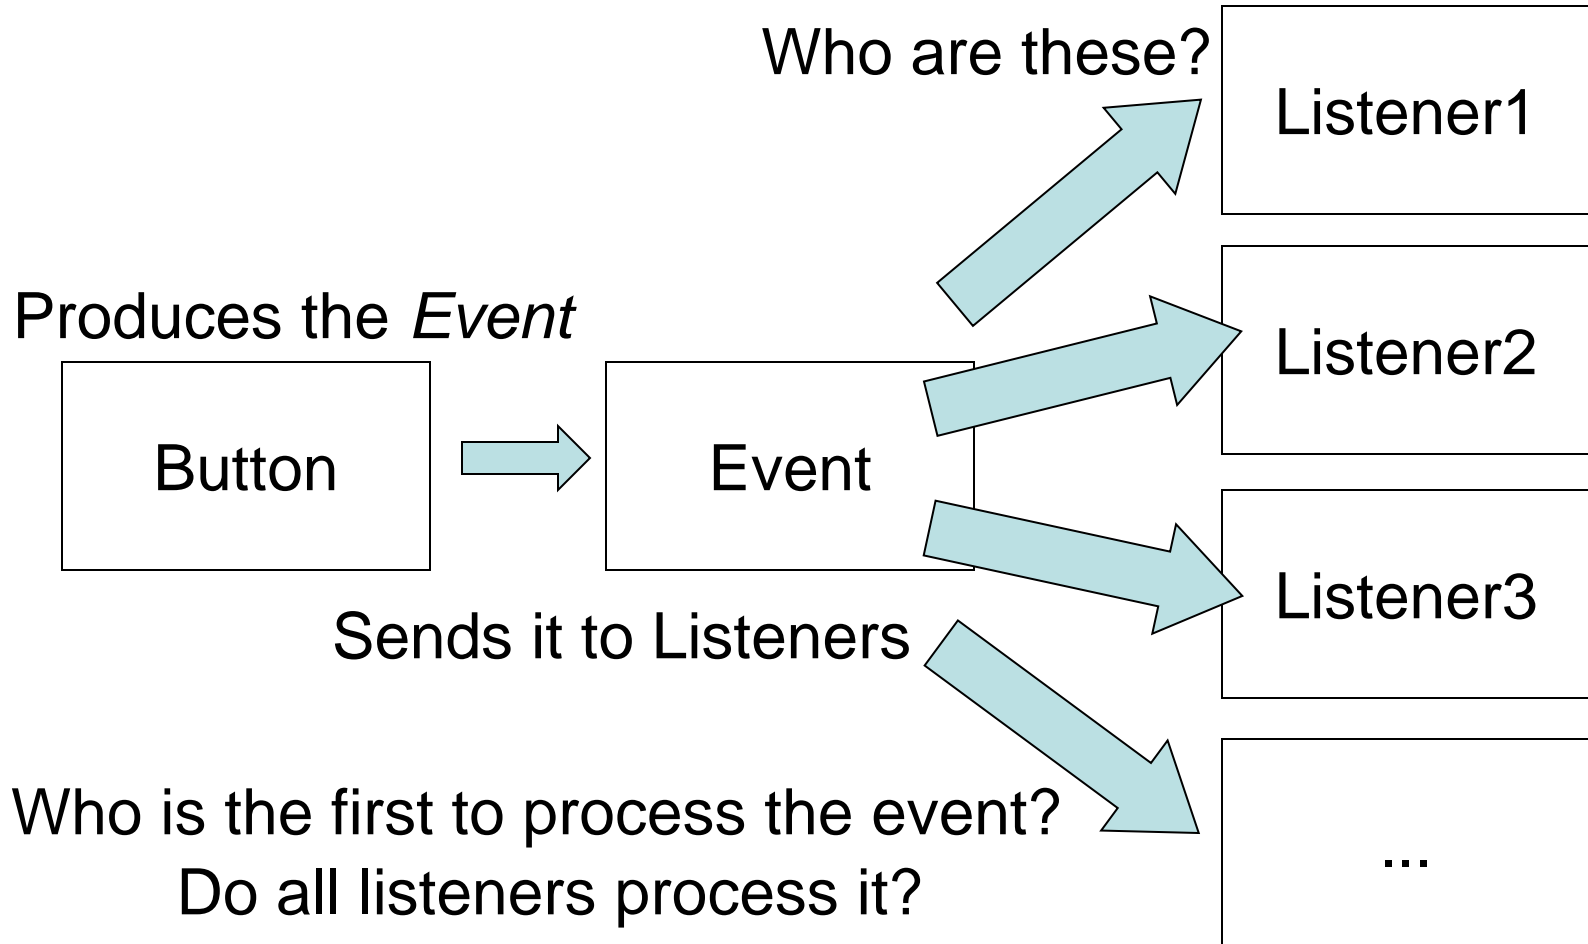 Who are these?
Listener1
Produces the Event
Listener2
Button
Event
Listener3
Sends it to Listeners
Who is the first to process the event?
Do all listeners process it?
...